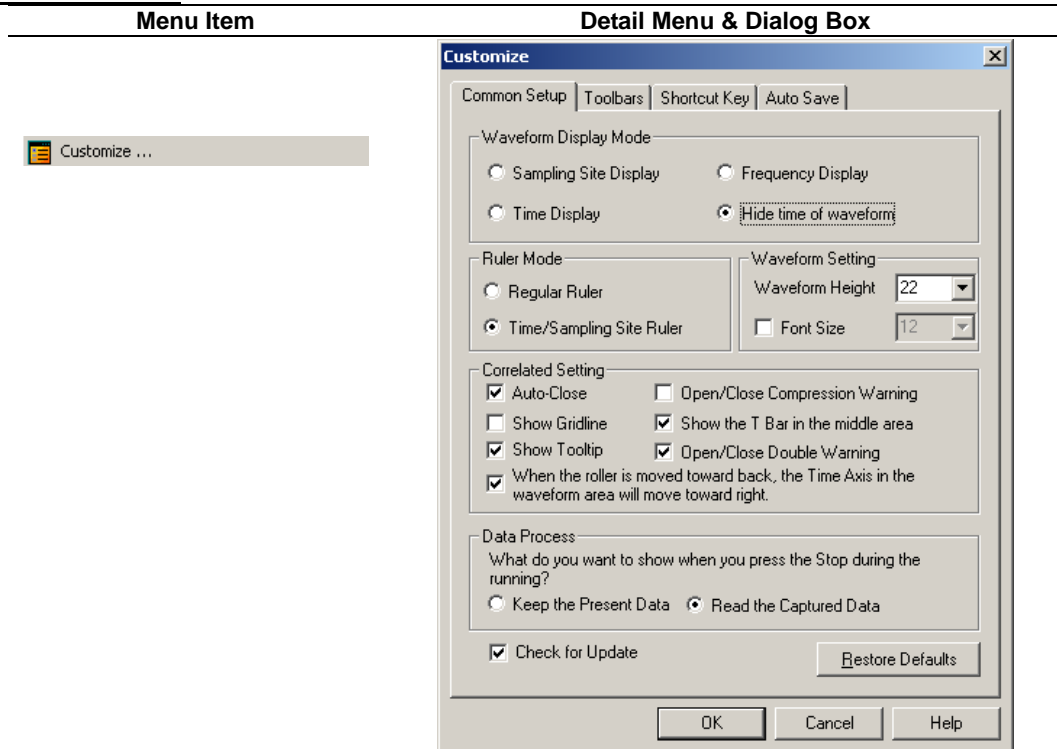 Menu Item Detail Menu & Dialog Box
Customize
Common Setup Toolbars Shortcut Key Auto Save
Customize ...
Waveform Display Mode
Sampling Site Display Frequency Display
Time Display Hide time of waveform
Ruler Mode Waveform Setting
Regular Ruler Waveform Height 22
Time/Sampling Site Ruler Font Size 12
Correlated Setting
Auto-Close Open/Close Compression Warning
Show Gridline Show the T Bar in the middle area
Show Tooltip Open/Close Double Warning
When the roller is moved toward back, the Time Axis in the
waveform area will move toward right.
Data Process
What do you want to show when you press the Stop during the
running?
Keep the Present Data Read the Captured Data
Check for Update Restore Defaults
OK Cancel Help